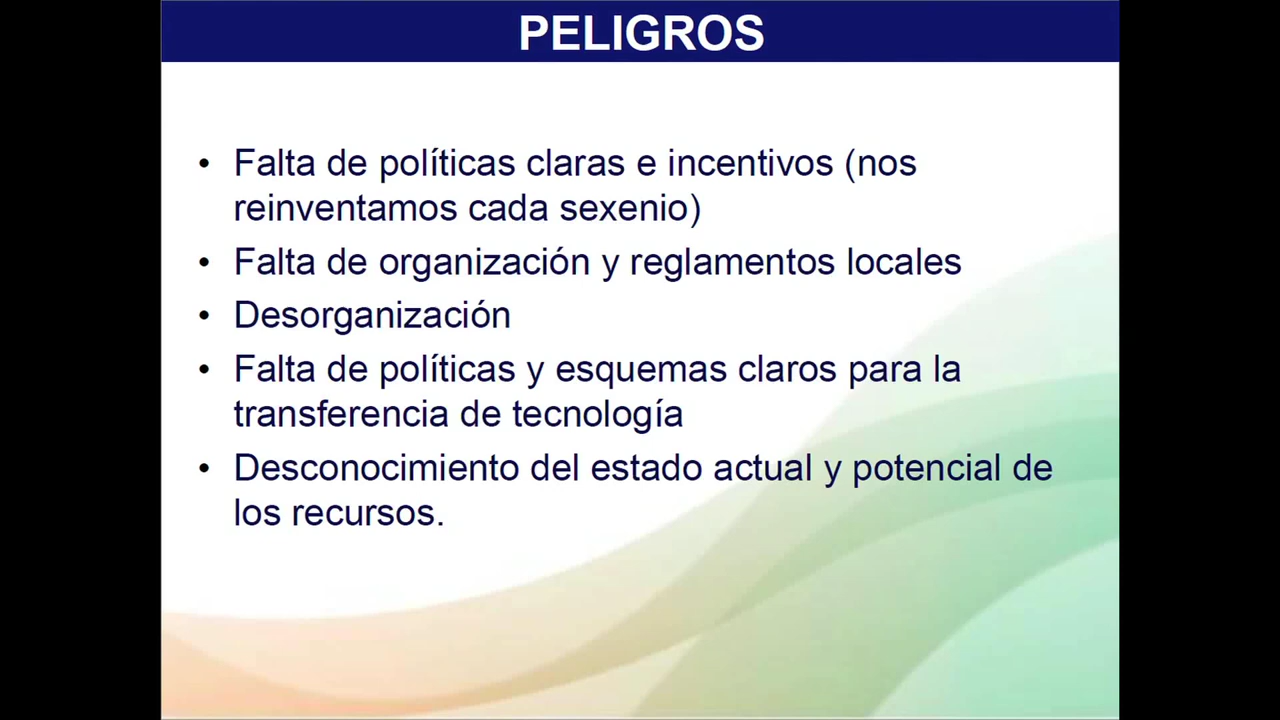 PELIGROS
• Falta de políticas claras e incentivos (nos
reinventamos cada sexenio)
• Falta de organización y reglamentos locales
• Desorganización
• Falta de políticas y esquemas claros para la
transferencia de tecnología
• Desconocimiento del estado actual y potencial de
los recursos.